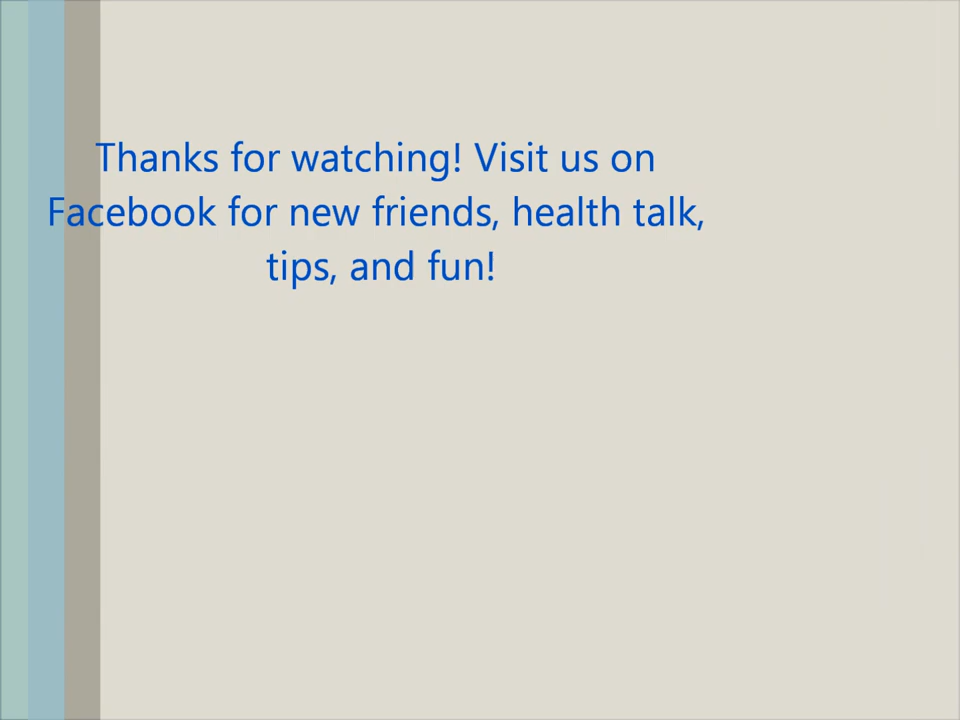 Thanks for watching! Visit us on
Facebook for new friends, health talk,
tips, and fun!